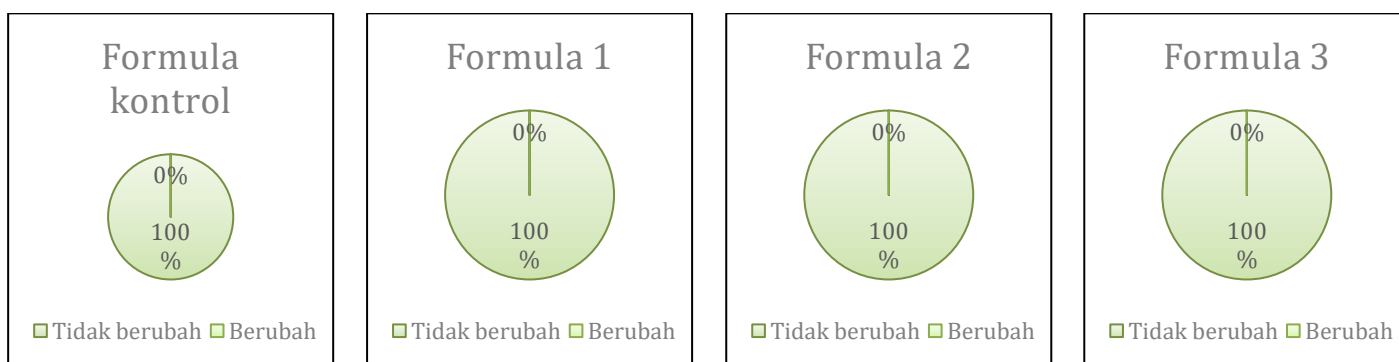 Formula
kontrol
0%
100
%
Tidak berubah Berubah
Formula 1
0%
100
%
Tidak berubah Berubah
Formula 2
0%
100
%
Tidak berubah Berubah
Formula 3
0%
100
%
Tidak berubah Berubah